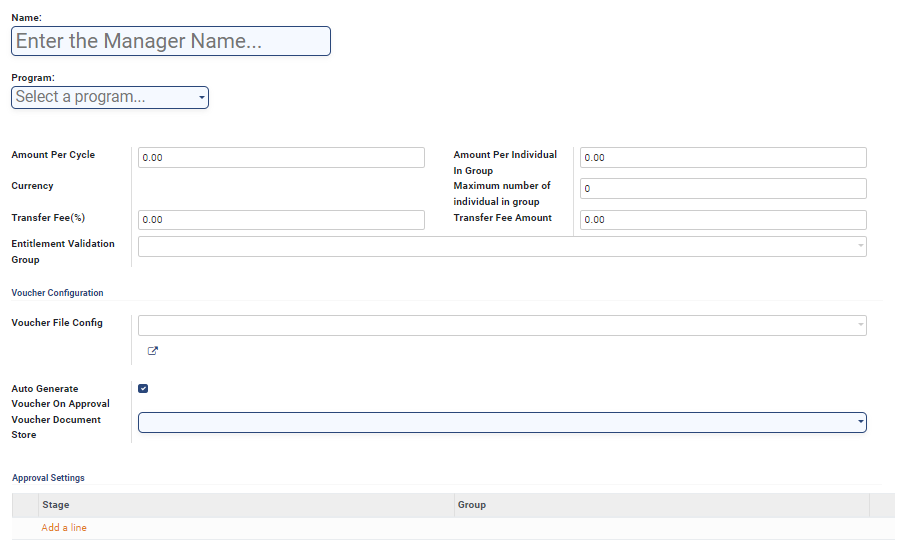 Name:
Enter the Manager Name...
Program:
Select a program...
Amount Per Cycle
0.00
Amount Per Individual
In Group
0.00
Currency
Maximum number of
individual in group
0
Transfer Fee(%)
0.00
Transfer Fee Amount
0.00
Entitlement Validation
Group
Voucher Configuration
Voucher File Config
Auto Generate
Voucher On Approval
Voucher Document
Store
Approval Settings
Stage Group
Add a line